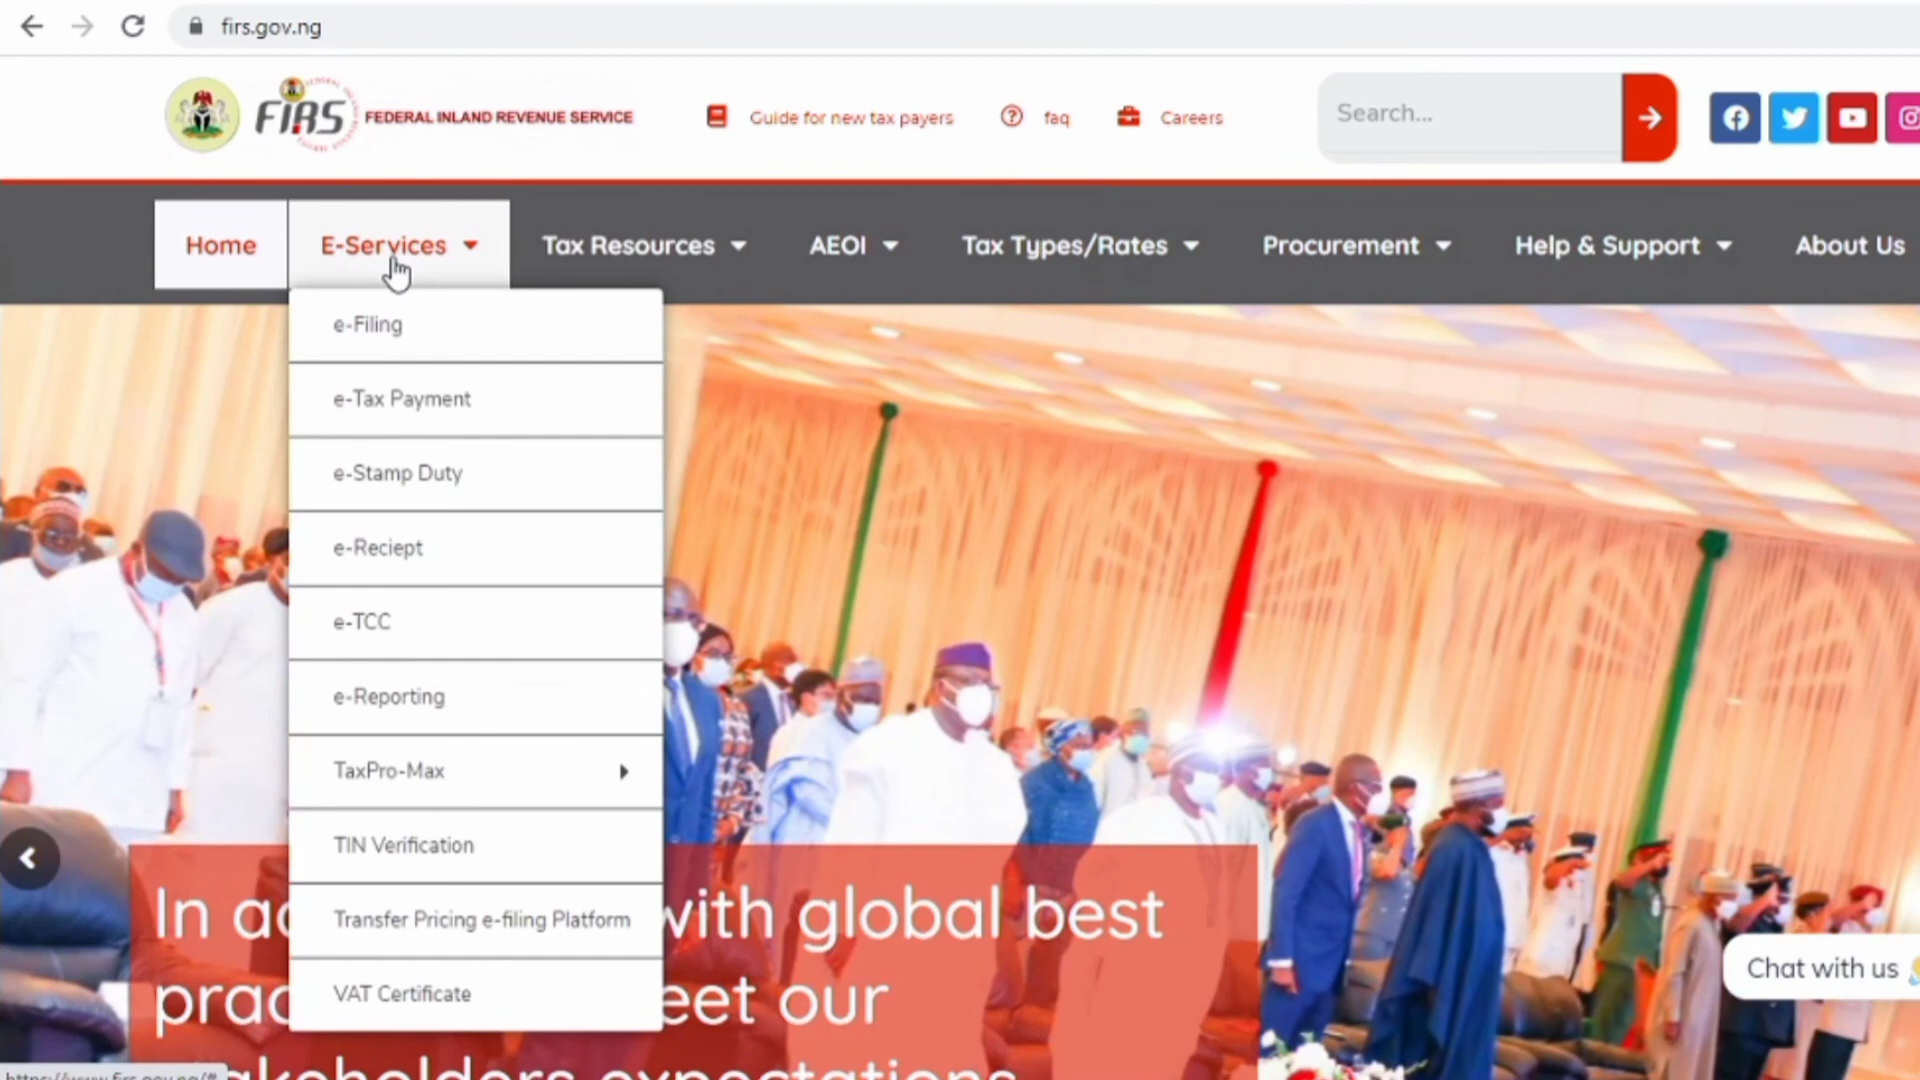 firs.gov.ng
FIRS FEDERAL INLAND REVENUE SERVICE
Guide for new tax payers
faq
Careers
Search...
Home
E-Services
Tax Resources
AEOI
Tax Types/Rates
Procurement
Help & Support
About Us
e-Filing
e-Tax Payment
e-Stamp Duty
e-Reciept
e-TCC
e-Reporting
TaxPro-Max
TIN Verification
Transfer Pricing e-filing Platform
VAT Certificate
In with global best
our
expectations
Chat with us